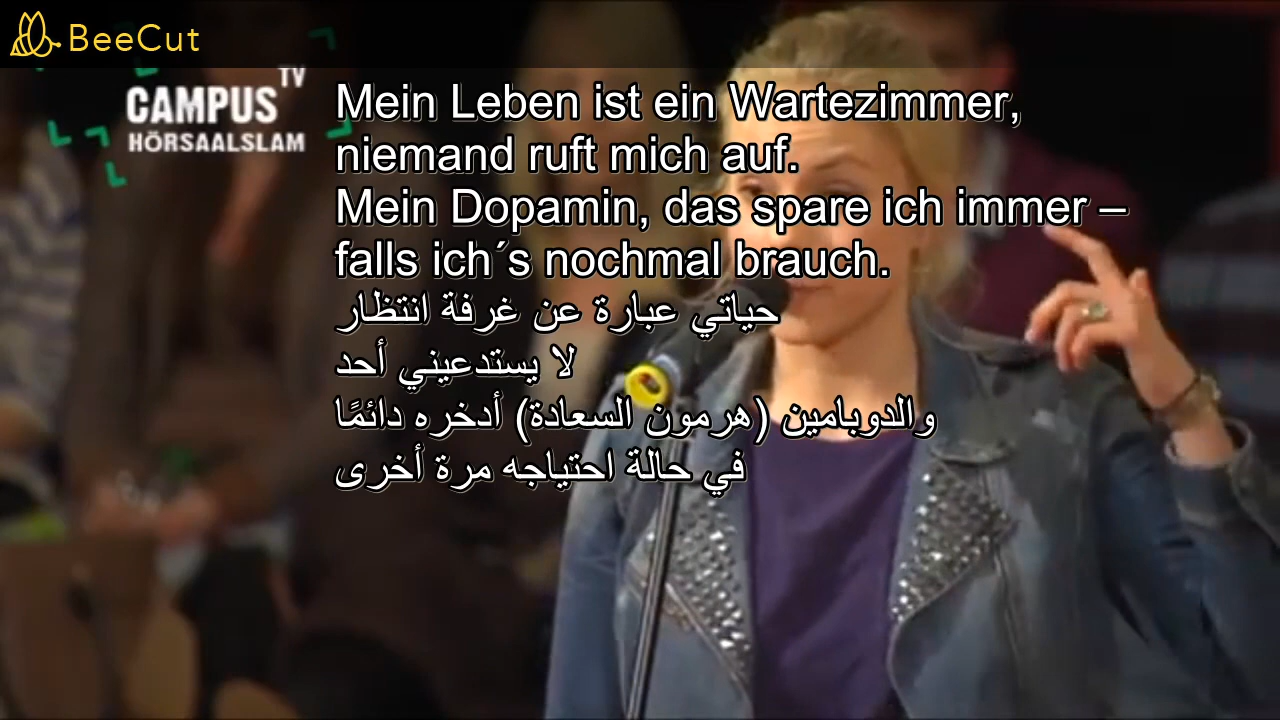 BeeCut
TV
CAMPUS
HÖRSAALSLAM
Mein Leben ist ein Wartezimmer,
niemand ruft mich auf.
Mein Dopamin, das spare ich immer –
falls ich´s nochmal brauch.
حياتي عبارة عن غرفة انتظار
لا يستدعيني أحد
والدوبامين (هرمون السعادة) أدخره دائمًا
في حالة احتياجه مرة أخرى